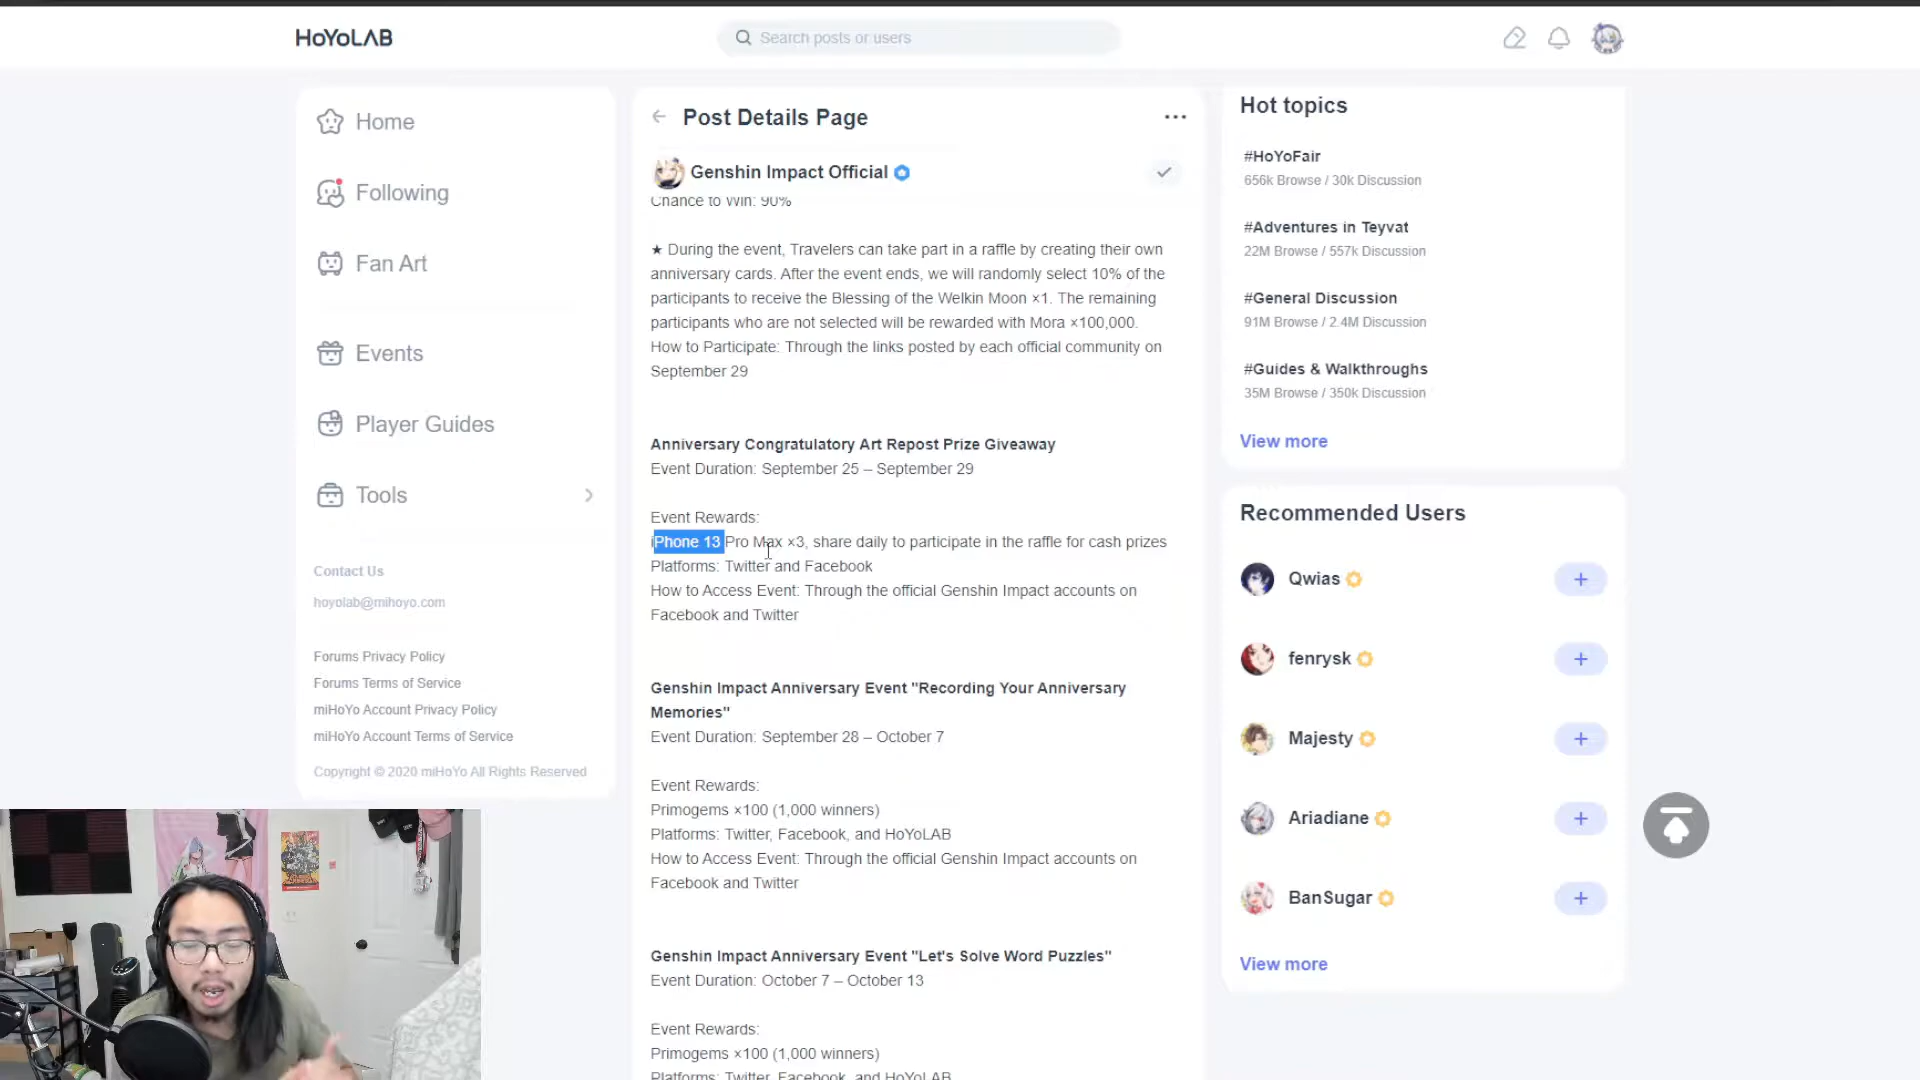 HoYoLAB
Search posts or users
Home
Following
Fan Art
Events
Player Guides
Tools
Contact Us
hoyolab@mihoyo.com
Forums Privacy Policy
Forums Terms of Service
miHoYo Account Privacy Policy
miHoYo Account Terms of Service
Copyright © 2020 miHoYo All Rights Reserved
Post Details Page
Genshin Impact Official
Chance to Win: 90%
★ During the event, Travelers can take part in a raffle by creating their own
anniversary cards. After the event ends, we will randomly select 10% of the
participants to receive the Blessing of the Welkin Moon ×1. The remaining
participants who are not selected will be rewarded with Mora ×100,000.
How to Participate: Through the links posted by each official community on
September 29
Anniversary Congratulatory Art Repost Prize Giveaway
Event Duration: September 25 – September 29
Event Rewards:
iPhone 13 Pro Max ×3, share daily to participate in the raffle for cash prizes
Platforms: Twitter and Facebook
How to Access Event: Through the official Genshin Impact accounts on
Facebook and Twitter
Genshin Impact Anniversary Event "Recording Your Anniversary
Memories"
Event Duration: September 28 – October 7
Event Rewards:
Primogems ×100 (1,000 winners)
Platforms: Twitter, Facebook, and HoYoLAB
How to Access Event: Through the official Genshin Impact accounts on
Facebook and Twitter
Genshin Impact Anniversary Event "Let's Solve Word Puzzles"
Event Duration: October 7 – October 13
Event Rewards:
Primogems ×100 (1,000 winners)
Platforms: Twitter, Facebook, and HoYoLAB
Hot topics
#HoYoFair
656k Browse / 30k Discussion
#Adventures in Teyvat
22M Browse / 557k Discussion
#General Discussion
91M Browse / 2.4M Discussion
#Guides & Walkthroughs
35M Browse / 350k Discussion
View more
Recommended Users
Qwias
fenrysk
Majesty
Ariadiane
BanSugar
View more